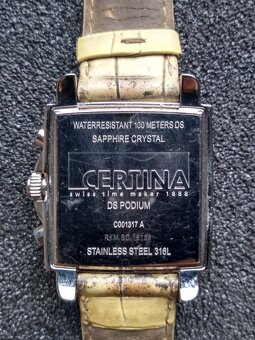 WATERRESISTANT 100 METERS DS
SAPPHIRE CRYSTAL
CERTINA
swiss time maker 1888
DS PODIUM
C001317 A
STAINLESS STEEL 316L